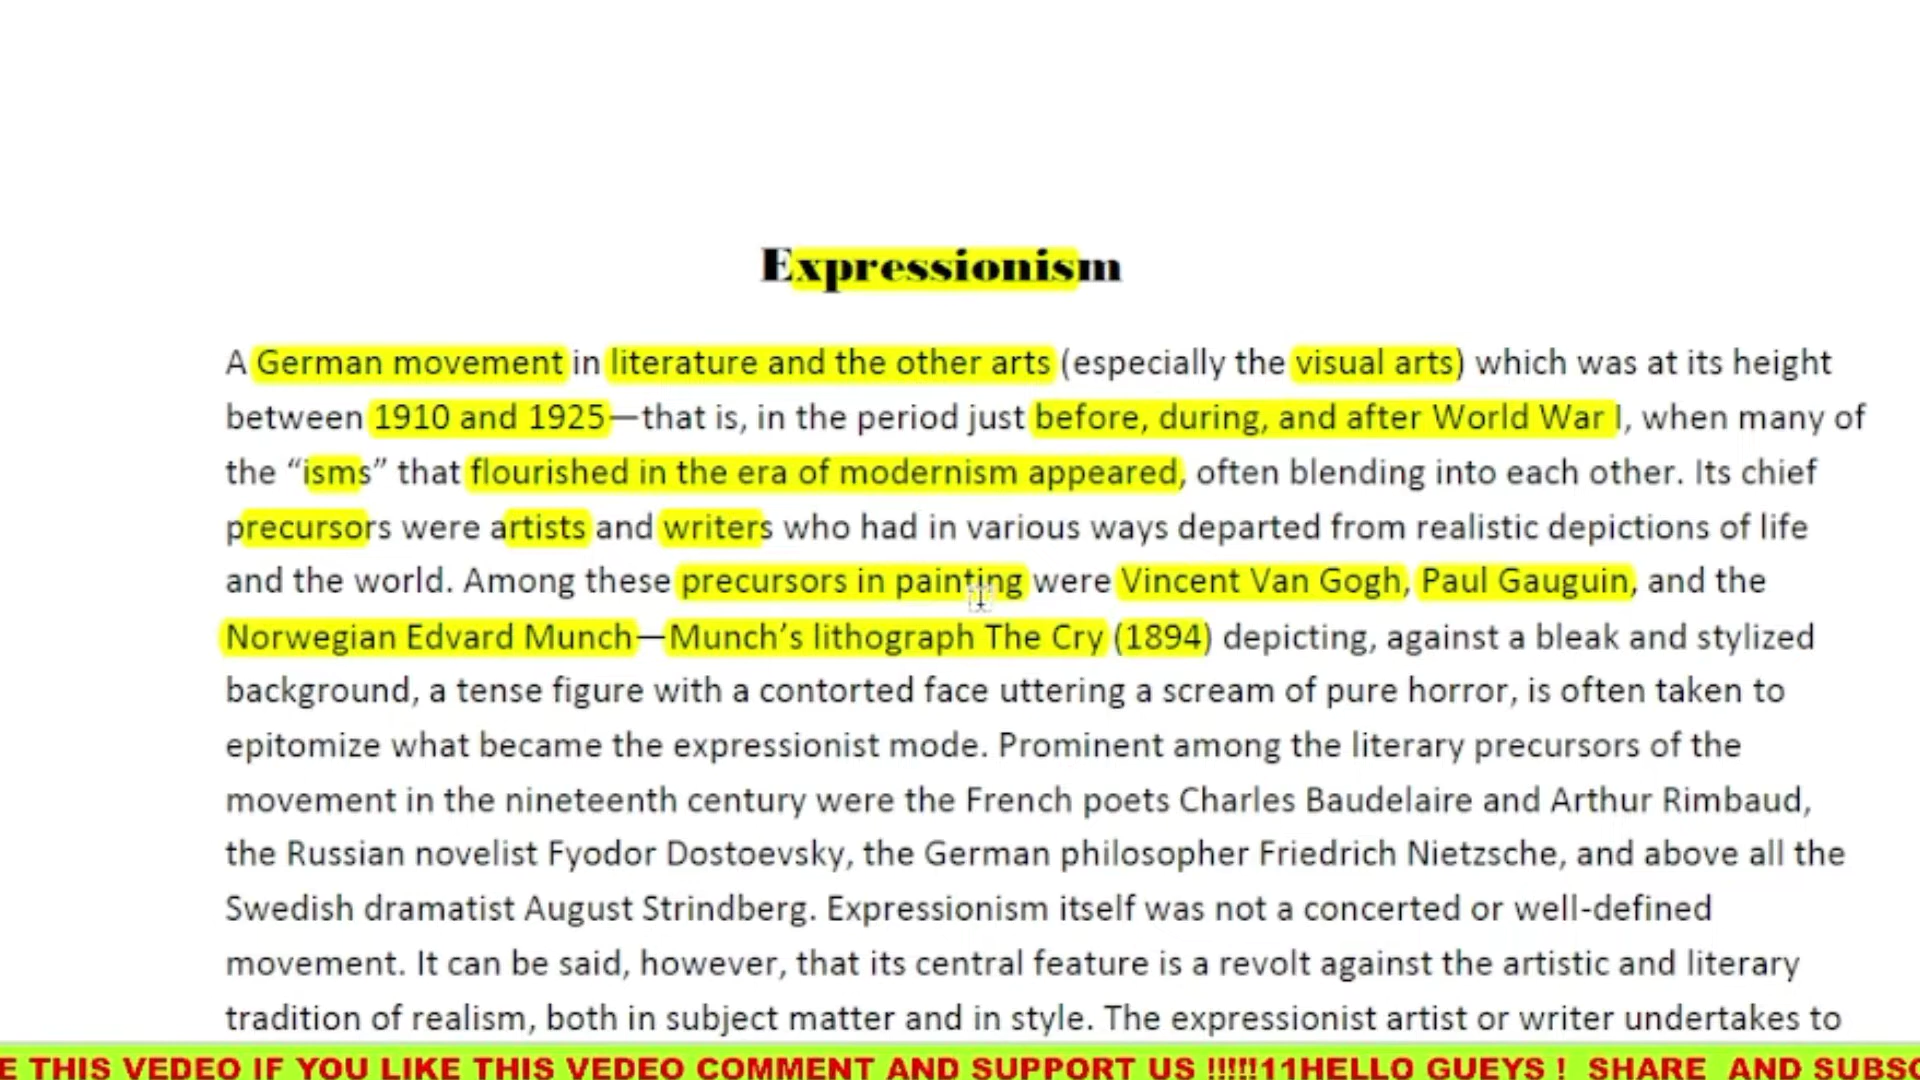 Expressionism
A German movement in literature and the other arts (especially the visual arts) which was at its height
between 1910 and 1925—that is, in the period just before, during, and after World War I, when many of
the “isms” that flourished in the era of modernism appeared, often blending into each other. Its chief
precursors were artists and writers who had in various ways departed from realistic depictions of life
and the world. Among these precursors in painting were Vincent Van Gogh, Paul Gauguin, and the
Norwegian Edvard Munch—Munch’s lithograph The Cry (1894) depicting, against a bleak and stylized
background, a tense figure with a contorted face uttering a scream of pure horror, is often taken to
epitomize what became the expressionist mode. Prominent among the literary precursors of the
movement in the nineteenth century were the French poets Charles Baudelaire and Arthur Rimbaud,
the Russian novelist Fyodor Dostoevsky, the German philosopher Friedrich Nietzsche, and above all the
Swedish dramatist August Strindberg. Expressionism itself was not a concerted or well-defined
movement. It can be said, however, that its central feature is a revolt against the artistic and literary
tradition of realism, both in subject matter and in style. The expressionist artist or writer undertakes to
E THIS VEDEO IF YOU LIKE THIS VEDEO COMMENT AND SUPPORT US !!!!!11HELLO GUEYS ! SHARE AND SUBSC